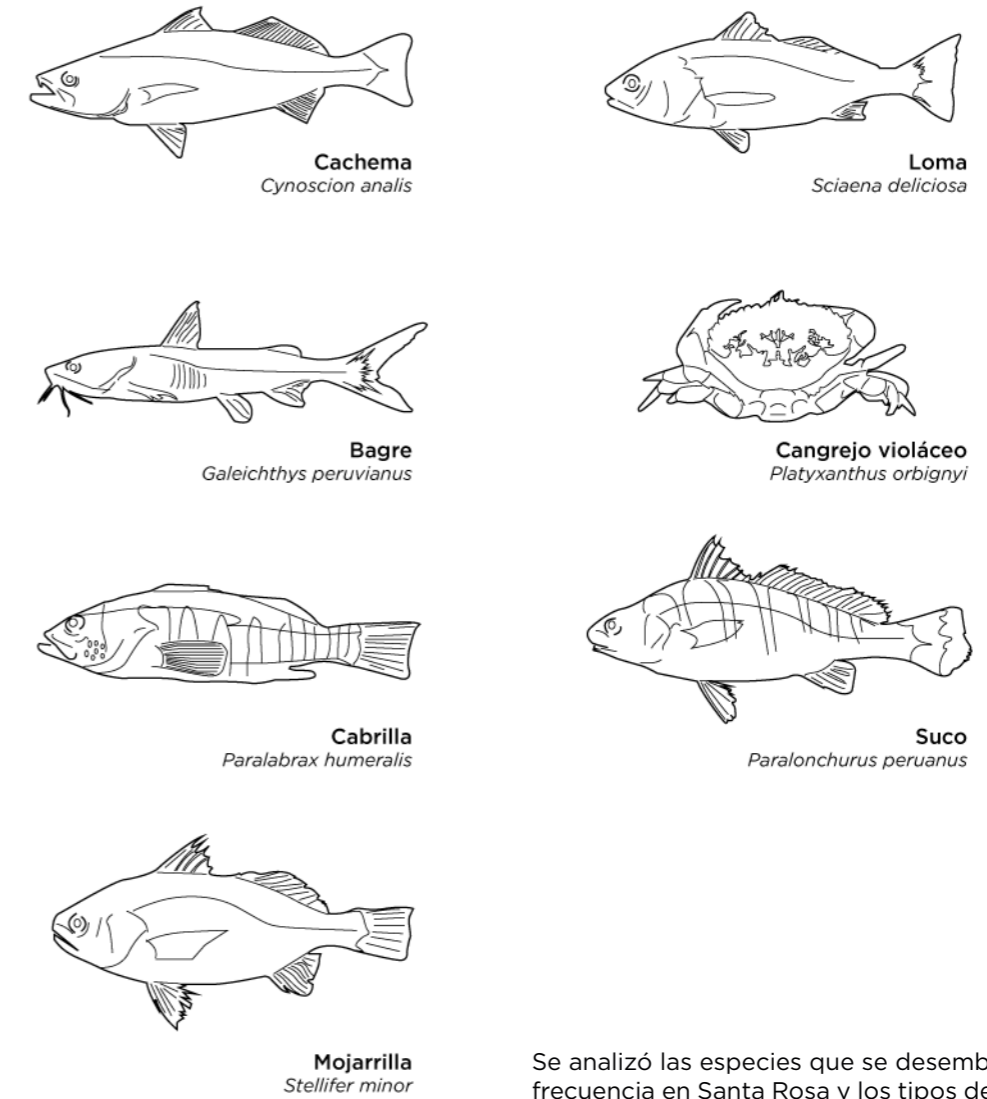 Cachema
Cynoscion analis
Loma
Sciaena deliciosa
Bagre
Galeichthys peruvianus
Cangrejo violáceo
Platyxanthus orbignyi
Cabrilla
Paralabrax humeralis
Suco
Paralonchurus peruanus
Mojarrilla
Stellifer minor
Se analizó las especies que se desemb
frecuencia en Santa Rosa y los tipos de